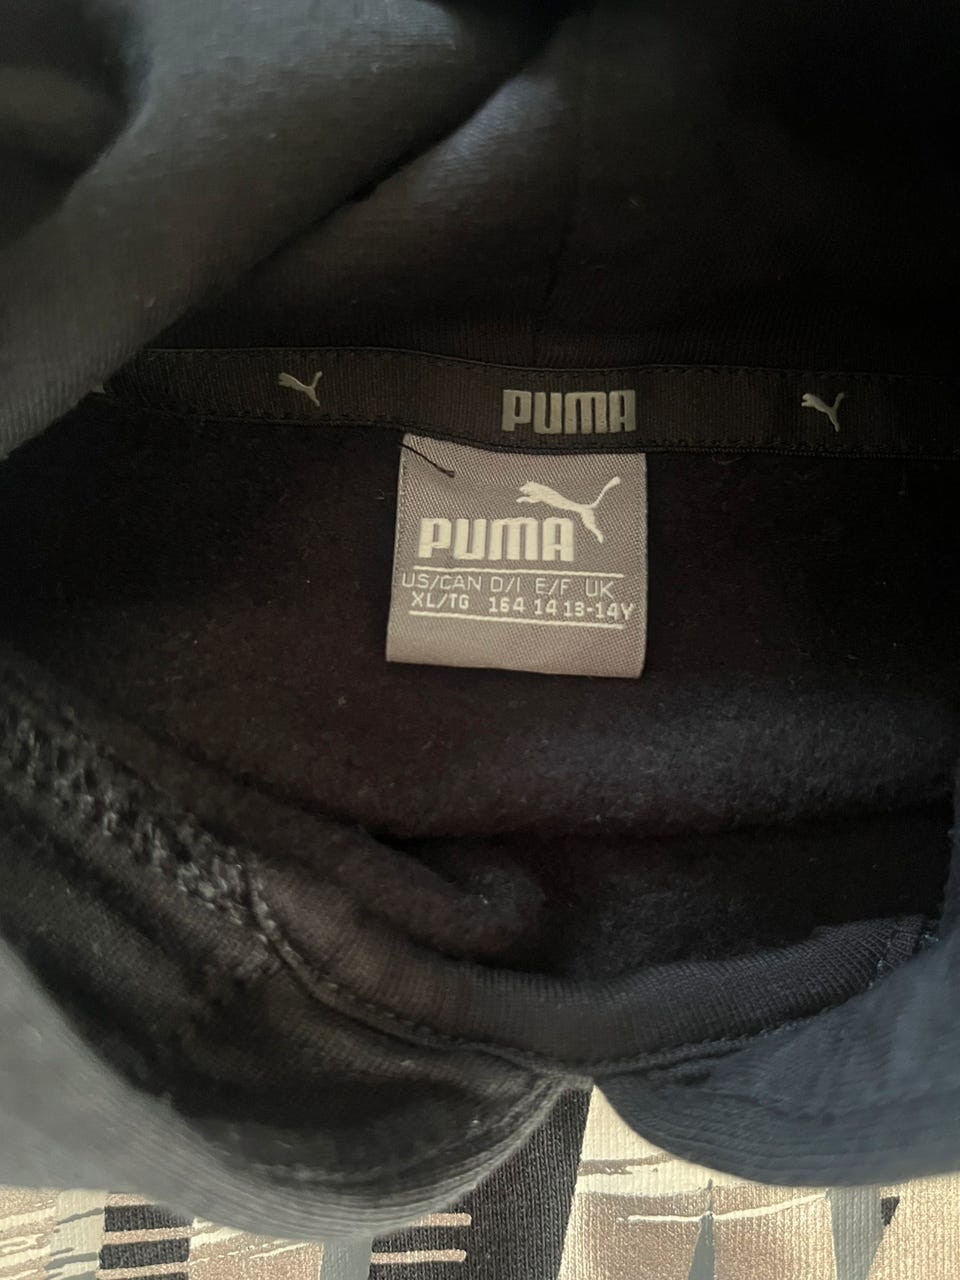 PUMA
PUMA
US/CAN D/I E/F UK
XL/TG 164 14 13-14Y